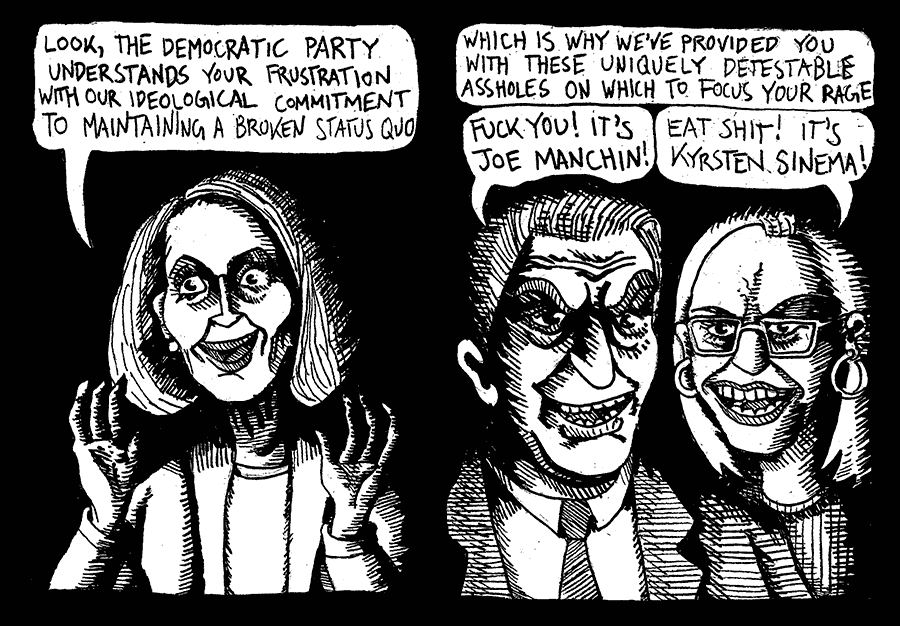 LOOK, THE DEMOCRATIC PARTY
UNDERSTANDS YOUR FRUSTRATION
WITH OUR IDEOLOGICAL COMMITMENT
TO MAINTAINING A BROKEN STATUS QUO
WHICH IS WHY WE'VE PROVIDED YOU
WITH THESE UNIQUELY DETESTABLE
ASSHOLES ON WHICH TO FOCUS YOUR RAGE
FUCK YOU! IT'S
JOE MANCHIN!
EAT SHIT! IT'S
KYRSTEN SINEMA!